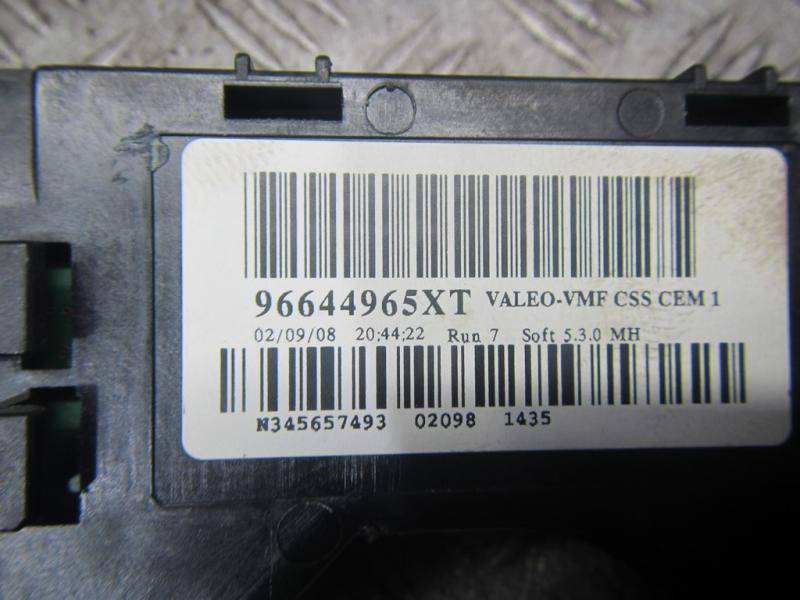 96644965XT VALEO-VMF CSS CEM 1
02/09/08 20;44;22 Run 7 Soft 5.3.0 MH
N345657493 02098 1435